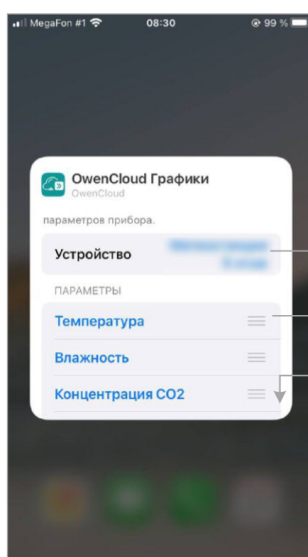 MegaFon #1 08:30 99 %
OwenCloud Графики
OwenCloud
параметров прибора.
Устройство
ПАРАМЕТРЫ
Температура
Влажность
Концентрация CO2